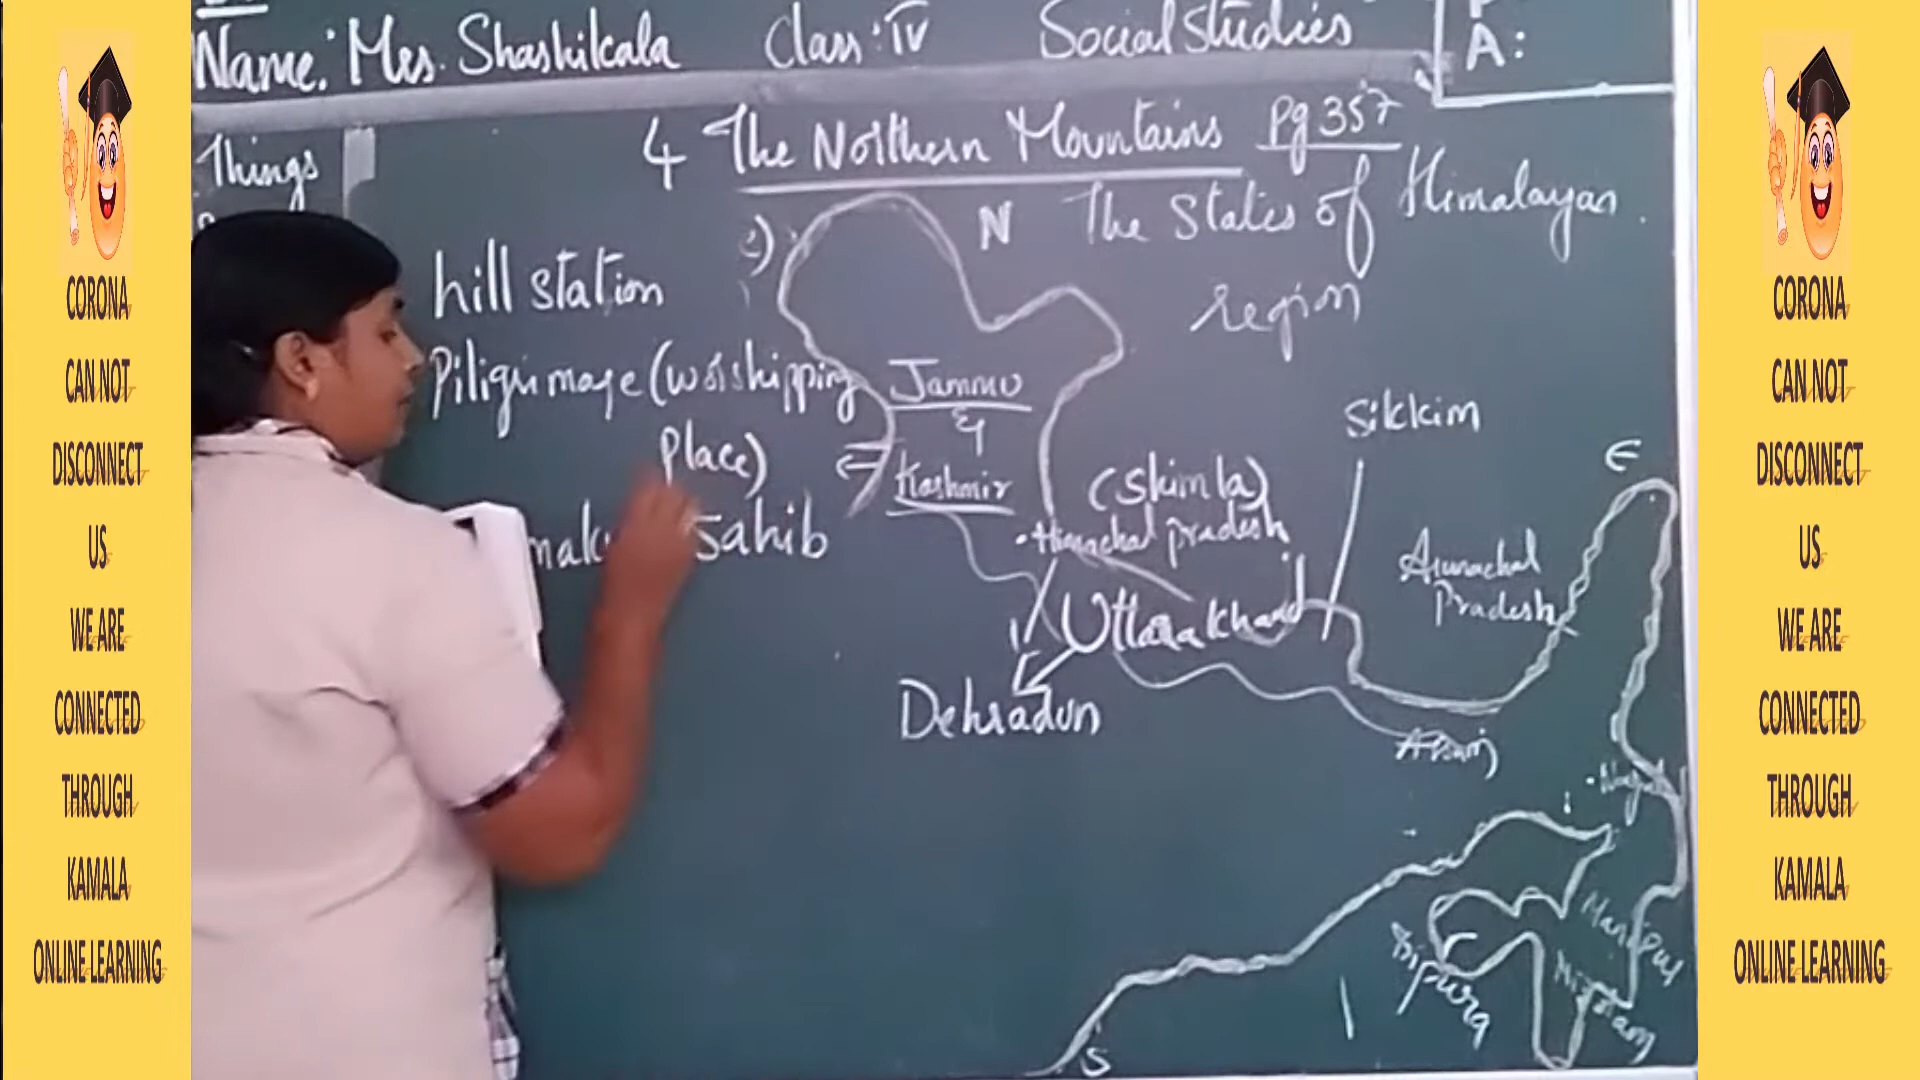 Name: Mrs. Shashikala Class: IV Social Studies
A:
4 The Northern Mountains Pg 357
Things
N The States of Himalayan
region
hill station
Piligrimage (worshipping
place)
Sahib
Jammu
&
Kashmir
Sikkim
E
(Shimla)
Himachal pradesh
Arunachal
Pradesh
Uttarakhand
Dehradun
Assam
Manipur
Mizoram
Tripura
S
CORONA
CAN NOT
DISCONNECT
US
WE ARE
CONNECTED
THROUGH
KAMALA
ONLINE LEARNING
CORONA
CAN NOT
DISCONNECT
US
WE ARE
CONNECTED
THROUGH
KAMALA
ONLINE LEARNING